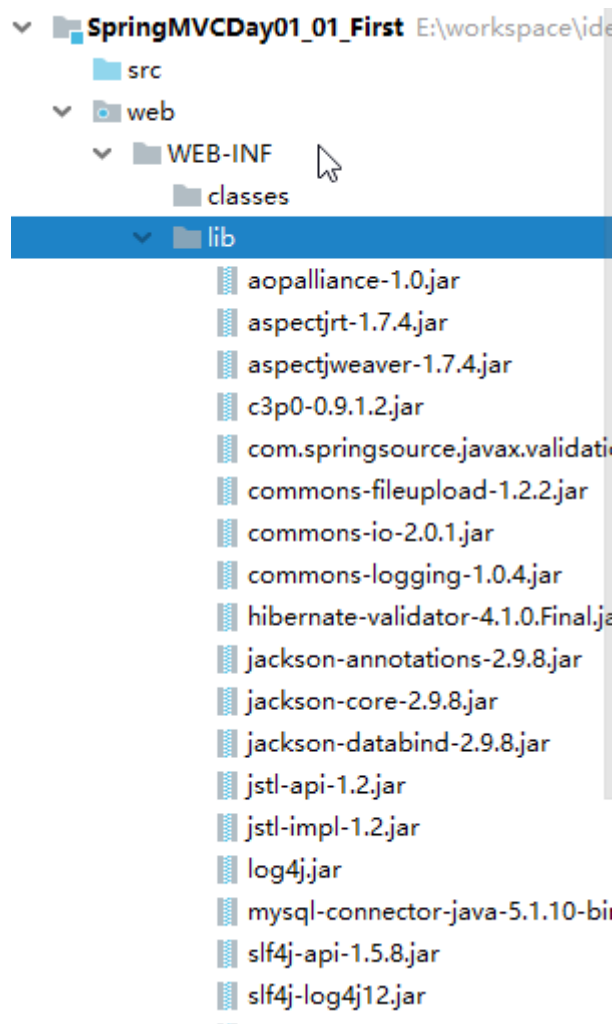 SpringMVCDay01_01_First E:\workspace\ide
src
web
WEB-INF
classes
lib
aopalliance-1.0.jar
aspectjrt-1.7.4.jar
aspectjweaver-1.7.4.jar
c3p0-0.9.1.2.jar
com.springsource.javax.validati
commons-fileupload-1.2.2.jar
commons-io-2.0.1.jar
commons-logging-1.0.4.jar
hibernate-validator-4.1.0.Final.ja
jackson-annotations-2.9.8.jar
jackson-core-2.9.8.jar
jackson-databind-2.9.8.jar
jstl-api-1.2.jar
jstl-impl-1.2.jar
log4j.jar
mysql-connector-java-5.1.10-bin
slf4j-api-1.5.8.jar
slf4j-log4j12.jar